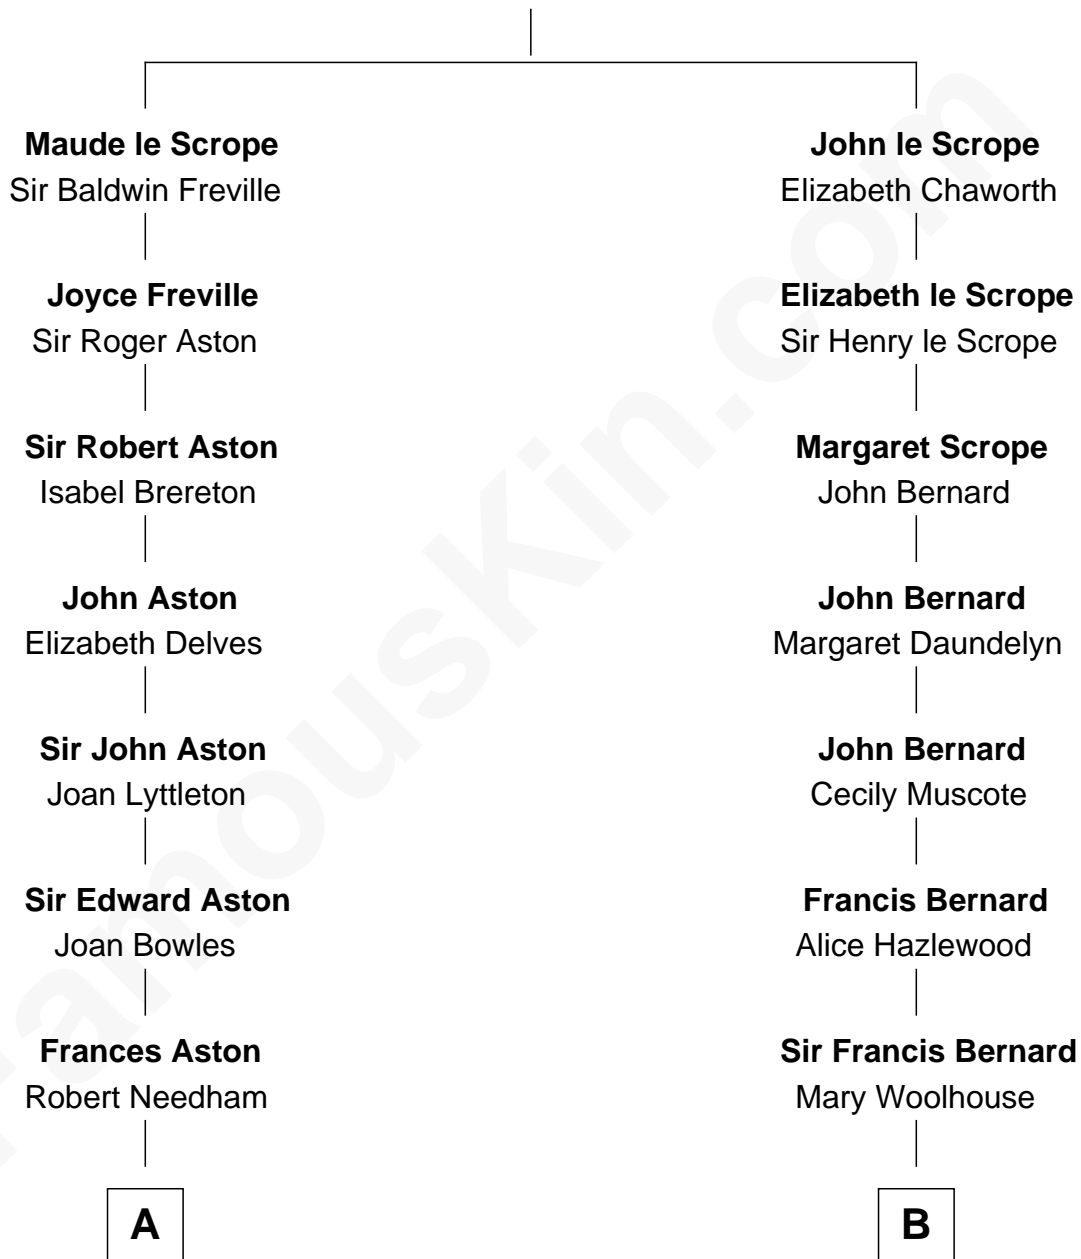 Maude le Scrope
Sir Baldwin Freville
Joyce Freville
Sir Roger Aston
Sir Robert Aston
Isabel Brereton
John Aston
Elizabeth Delves
Sir John Aston
Joan Lyttleton
Sir Edward Aston
Joan Bowles
Frances Aston
Robert Needham
A
John le Scrope
Elizabeth Chaworth
Elizabeth le Scrope
Sir Henry le Scrope
Margaret Scrope
John Bernard
John Bernard
Margaret Daundelyn
John Bernard
Cecily Muscote
Francis Bernard
Alice Hazlewood
Sir Francis Bernard
Mary Woolhouse
B
FamousKin.com